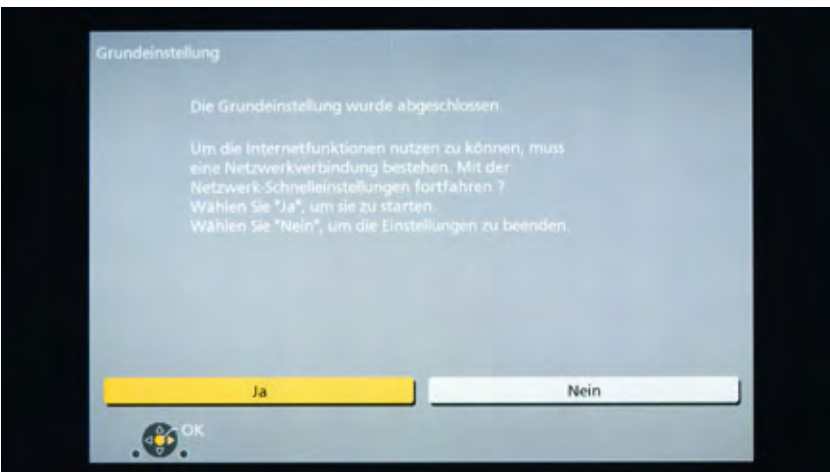 Grundeinstellung
Die Grundeinstellung wurde abgeschlossen.
Um die Internetfunktionen nutzen zu können, muss
eine Netzwerkverbindung bestehen. Mit der
Netzwerk-Schnelleinstellungen fortfahren ?
Wählen Sie "Ja", um sie zu starten.
Wählen Sie "Nein", um die Einstellungen zu beenden.
Ja
Nein
OK